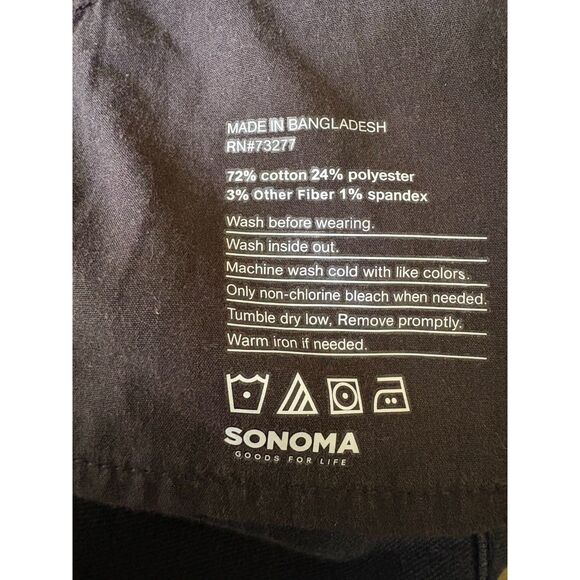 MADE IN BANGLADESH
RN#73277
72% cotton 24% polyester
3% Other Fiber 1% spandex
Wash before wearing.
Wash inside out.
Machine wash cold with like colors.
Only non-chlorine bleach when needed.
Tumble dry low, Remove promptly.
Warm iron if needed.
SONOMA
GOODS FOR LIFE